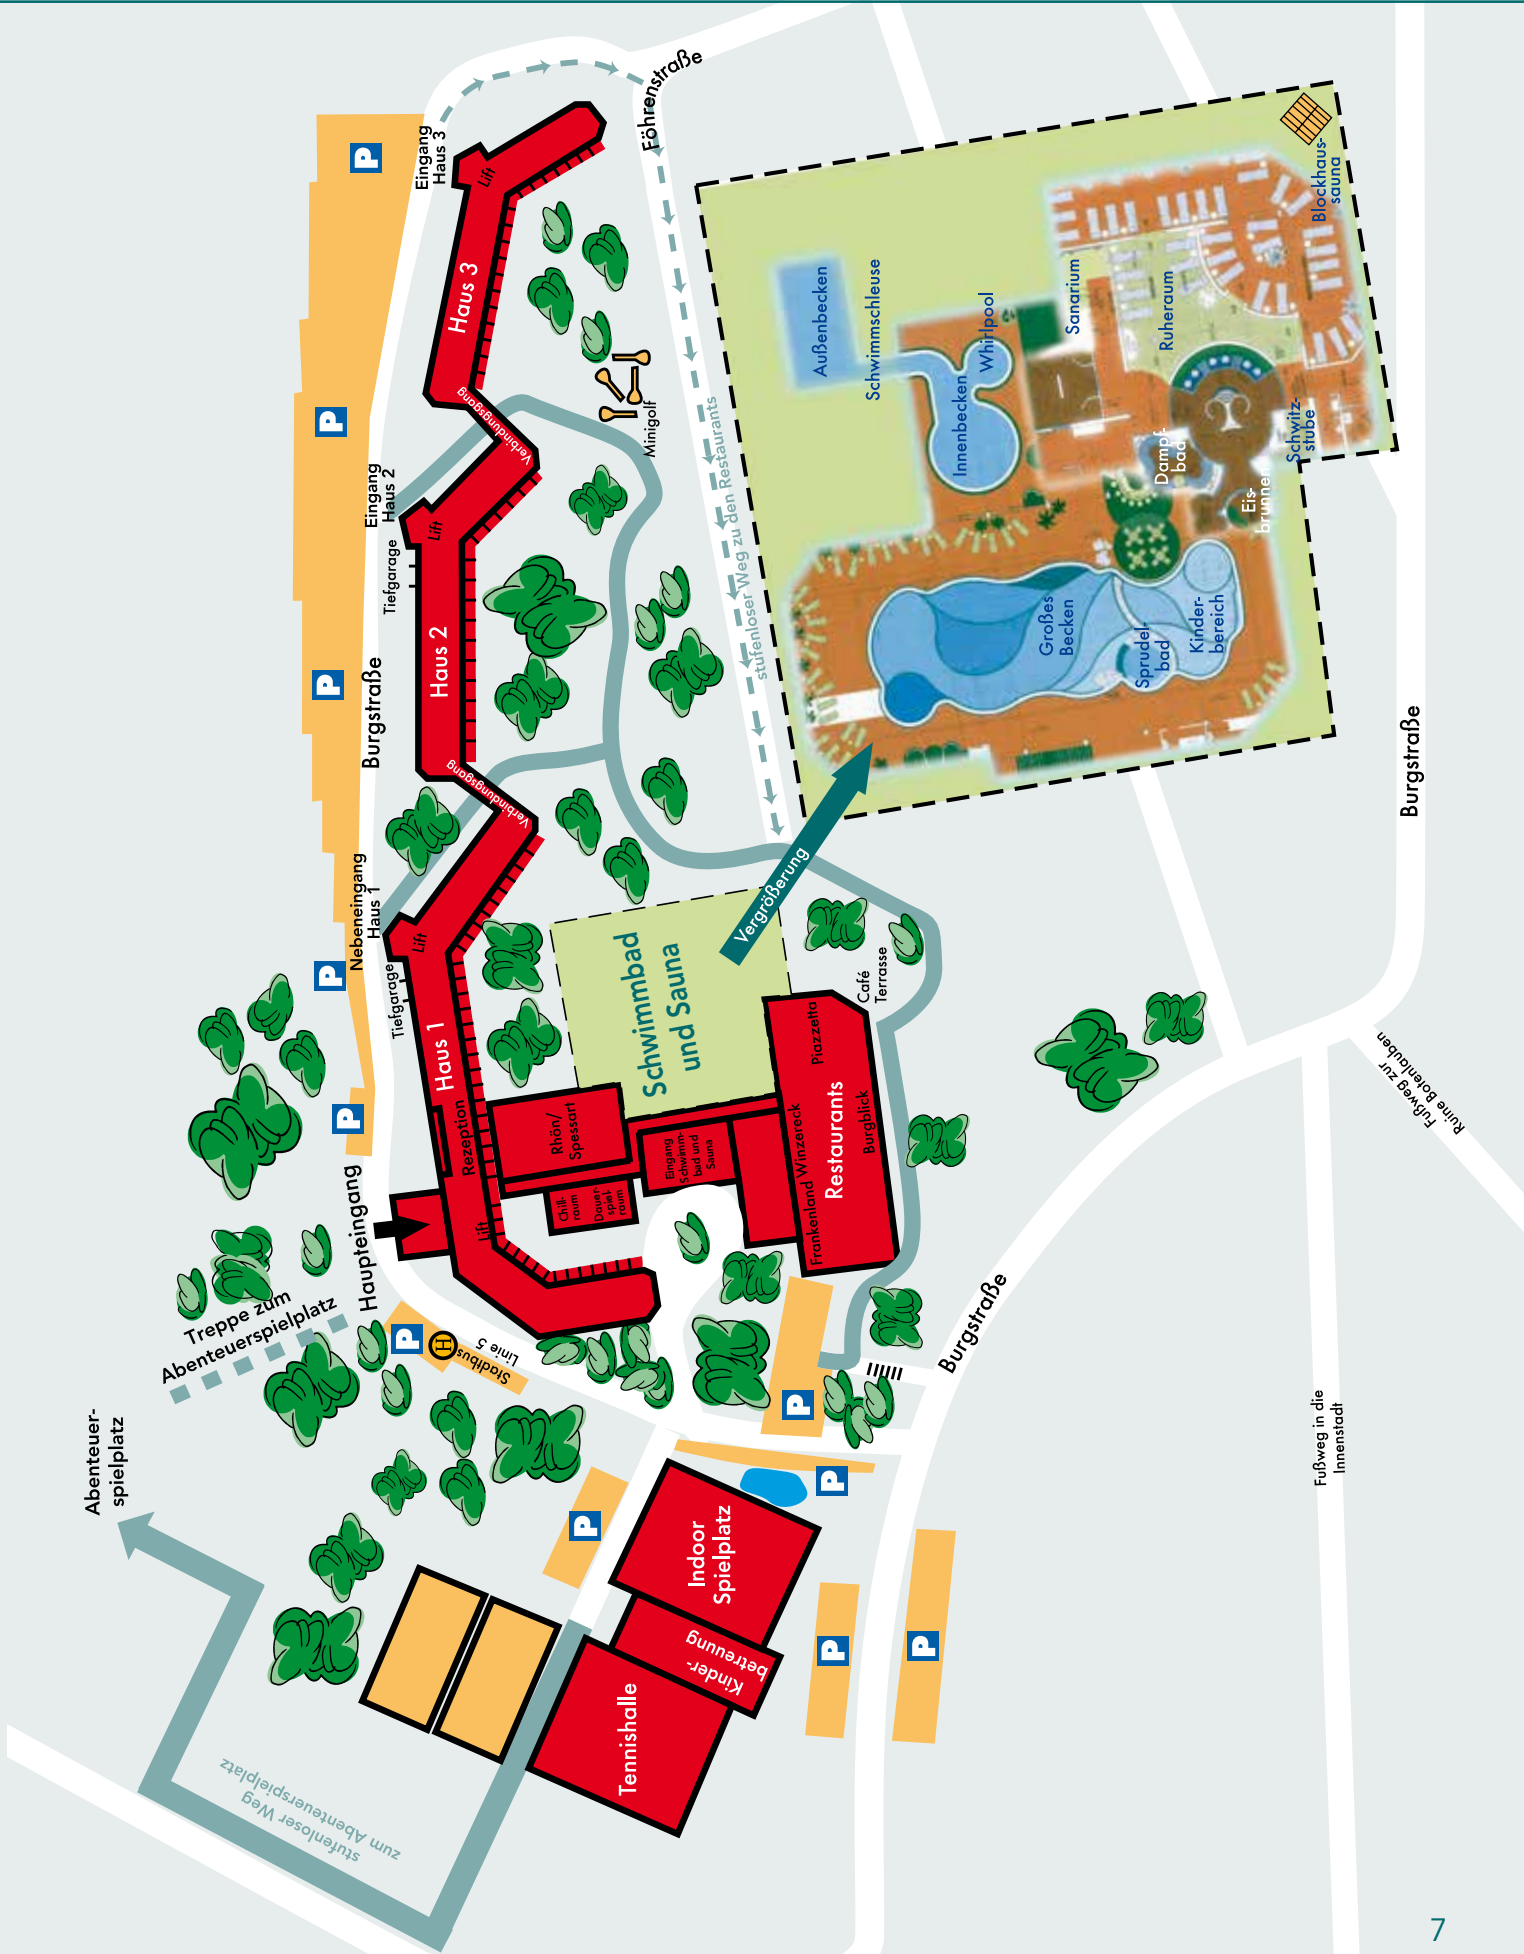 Föhrenstraße
P
Eingang
Haus 3
Lift
Haus 3
Verbindungsgang
Minigolf
stufenloser Weg zu den Restaurants
P
Eingang
Haus 2
Lift
Tiefgarage
Haus 2
P
Burgstraße
Verbindungsgang
Nebeneingang
Haus 1
P
Lift
Tiefgarage
Haus 1
Rezeption
Lift
P
Haupteingang
Treppe zum
Abenteuerspielplatz
P
H
Stadtbus
Linie 5
Schwimmbad
und Sauna
Vergrößerung
Rhön/
Spessart
Chill-
raum
Dauer-
spiel-
raum
Eingang
Schwimm-
bad und
Sauna
Café
Terrasse
Piazzetta
Restaurants
Frankenland Winzereck
Burgblick
Außenbecken
Schwimmschleuse
Innenbecken
Whirlpool
Sanarium
Ruheraum
Blockhaus-
sauna
Schwitz-
stube
Dampf-
bad
Eis-
brunnen
Großes
Becken
Sprudel-
bad
Kinder-
bereich
Burgstraße
Fußweg zur
Ruine Botenlauben
Burgstraße
Fußweg in die
Innenstadt
P
P
P
P
P
Indoor
Spielplatz
Kinder-
betreuung
Tennishalle
Abenteuer-
spielplatz
stufenloser Weg
zum Abenteuerspielplatz
7